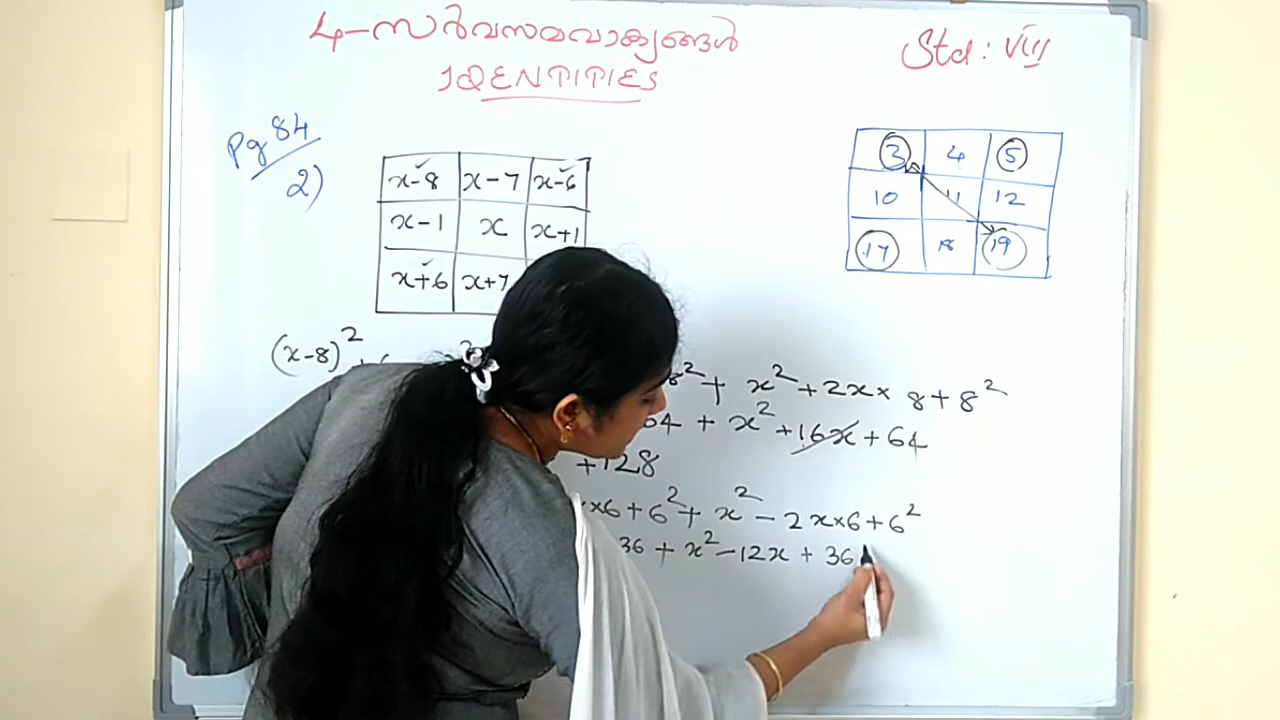 4-സർവസമവാക്യങ്ങൾ
IDENTITIES
Std: VIII
Pg 84
2)
x-8 x-7 x-6
x-1 x x+1
x+6 x+7
3 4 5
10 11 12
17 18 19
(x-8)²
8² + x² + 2x × 8 + 8²
64 + x² + 16x + 64
+128
×6 + 6² + x² - 2x×6 + 6²
36 + x² - 12x + 36